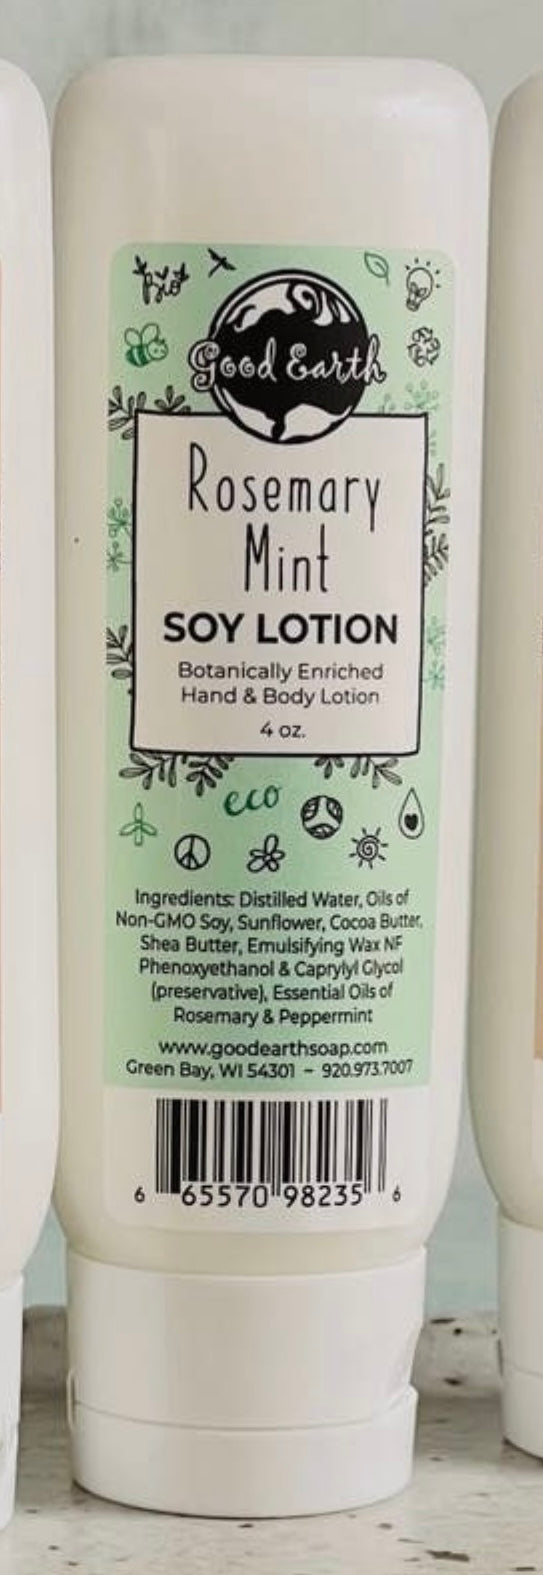 Bio
Good Earth
Rosemary
Mint
SOY LOTION
Botanically Enriched
Hand & Body Lotion
4 oz.
eco
Ingredients: Distilled Water, Oils of
Non-GMO Soy, Sunflower, Cocoa Butter,
Shea Butter, Emulsifying Wax NF
Phenoxyethanol & Caprylyl Glycol
(preservative), Essential Oils of
Rosemary & Peppermint
www.goodearthsoap.com
Green Bay, WI 54301 ~ 920.973.7007
6 65570 98235 6